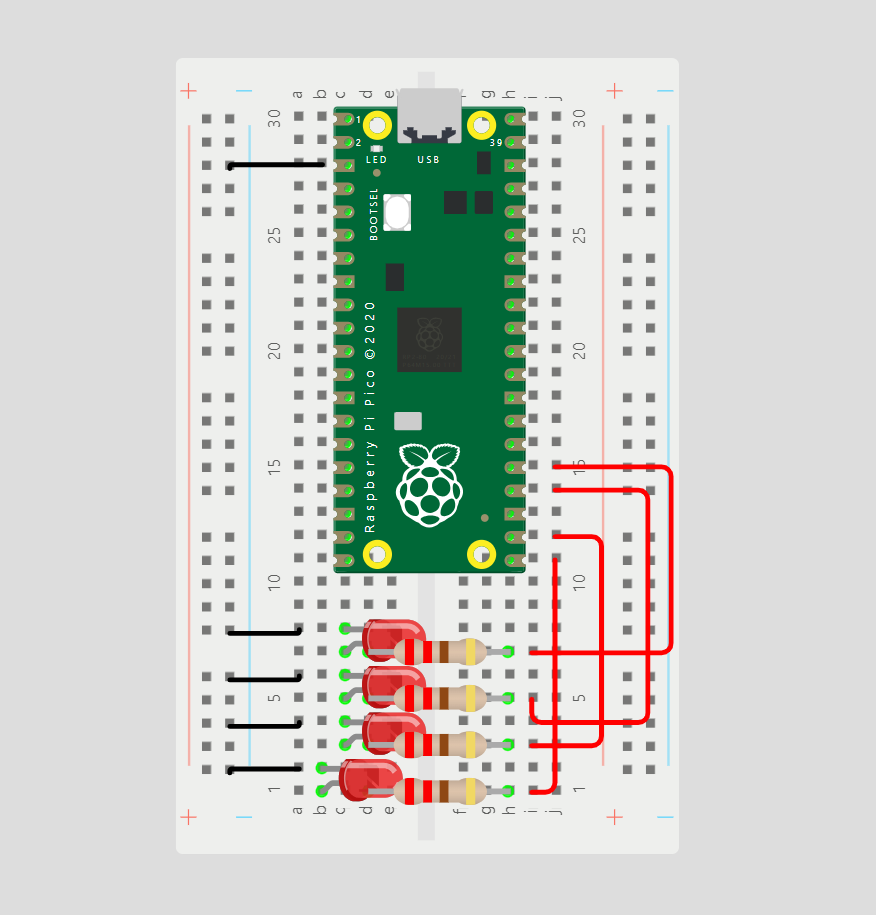 + − + −
a b c d e g h i j
30 30
1
2 39
LED USB
BOOTSEL
25 25
Raspberry Pi Pico ©2020
20 20
15 15
10 10
5 5
1 1
a b c d e f g h i j
+ − + −